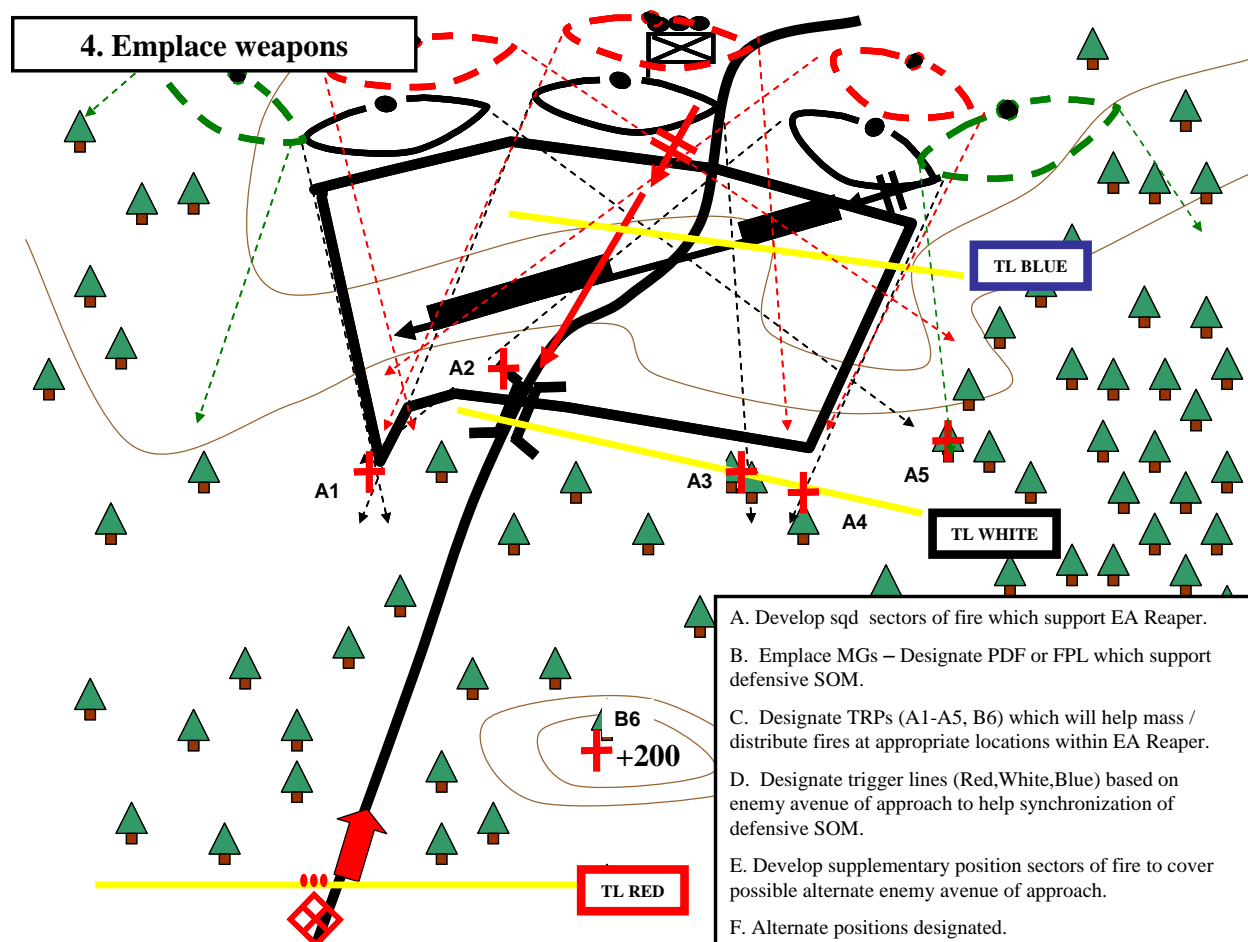 4. Emplace weapons
TL BLUE
A2
A1
A3
A5
A4
TL WHITE
B6
+200
TL RED
A. Develop sqd sectors of fire which support EA Reaper.
B. Emplace MGs – Designate PDF or FPL which support
defensive SOM.
C. Designate TRPs (A1-A5, B6) which will help mass /
distribute fires at appropriate locations within EA Reaper.
D. Designate trigger lines (Red,White,Blue) based on
enemy avenue of approach to help synchronization of
defensive SOM.
E. Develop supplementary position sectors of fire to cover
possible alternate enemy avenue of approach.
F. Alternate positions designated.